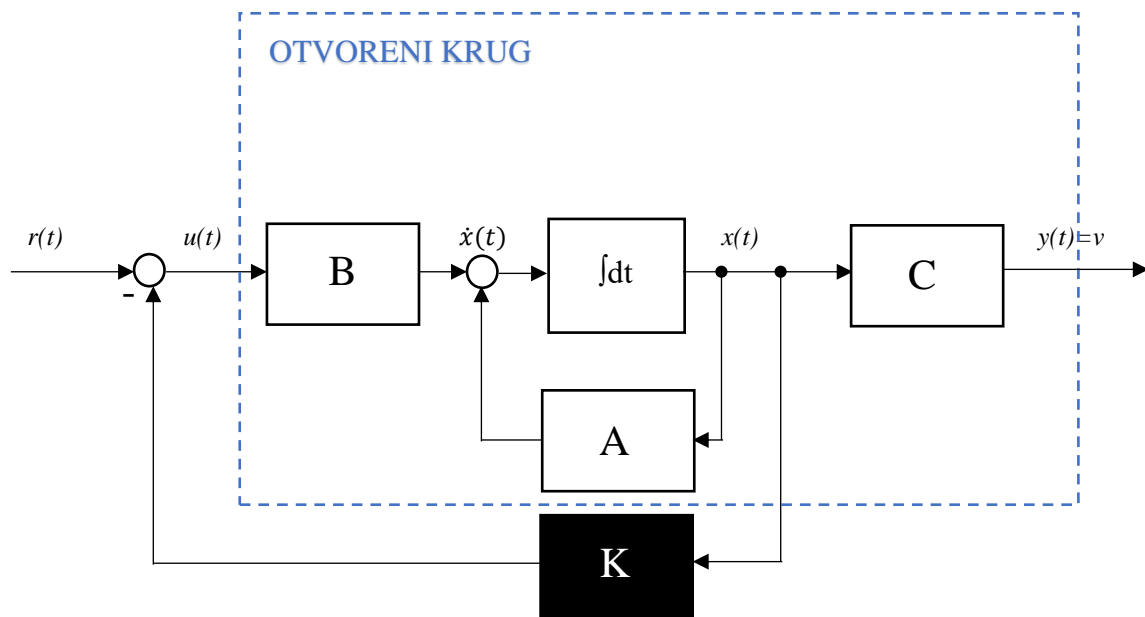 OTVORENI KRUG
r(t)
u(t)
B
ẋ(t)
∫dt
x(t)
C
y(t)=v
-
A
K